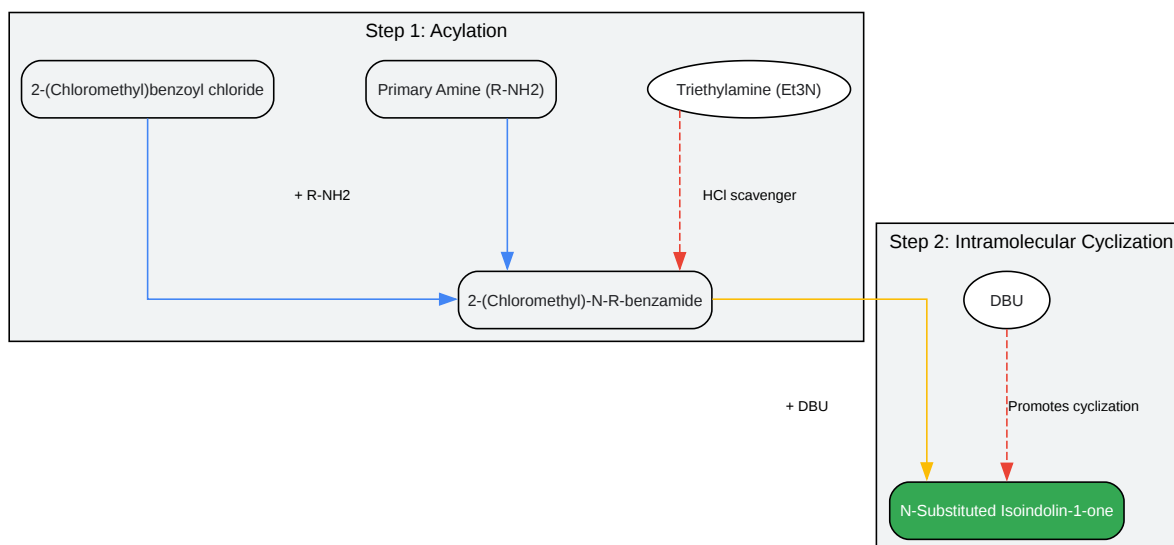 Step 1: Acylation
2-(Chloromethyl)benzoyl chloride
Primary Amine (R-NH2)
Triethylamine (Et3N)
+ R-NH2
HCl scavenger
Step 2: Intramolecular Cyclization
2-(Chloromethyl)-N-R-benzamide
DBU
+ DBU
Promotes cyclization
N-Substituted Isoindolin-1-one